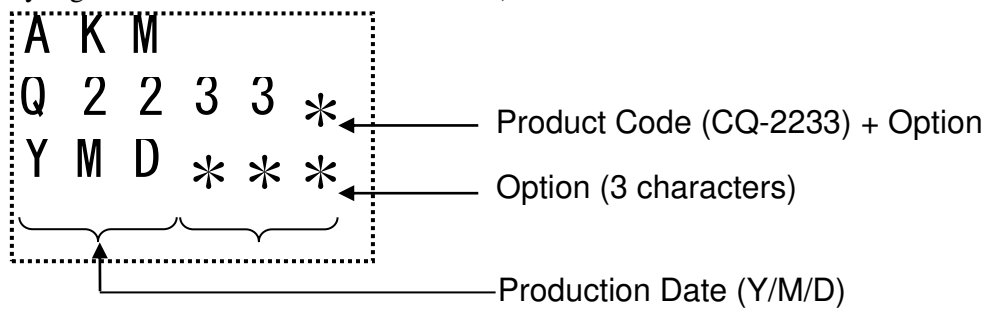 A K M
Q 2 2 3 3 *
Y M D * * *
Product Code (CQ-2233) + Option
Option (3 characters)
Production Date (Y/M/D)